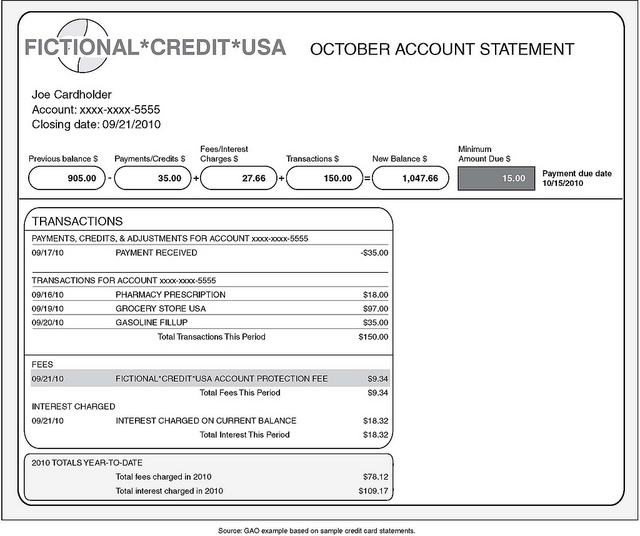 FICTIONAL*CREDIT*USA OCTOBER ACCOUNT STATEMENT
Joe Cardholder
Account: xxxx-xxxx-5555
Closing date: 09/21/2010
Previous balance $ Payments/Credits $ Fees/Interest Charges $ Transactions $ New Balance $ Minimum Amount Due $
905.00 - 35.00 + 27.66 + 150.00 = 1,047.66 15.00 Payment due date
10/15/2010
TRANSACTIONS
PAYMENTS, CREDITS, & ADJUSTMENTS FOR ACCOUNT xxxx-xxxx-5555
09/17/10 PAYMENT RECEIVED -$35.00
TRANSACTIONS FOR ACCOUNT xxxx-xxxx-5555
09/16/10 PHARMACY PRESCRIPTION $18.00
09/19/10 GROCERY STORE USA $97.00
09/20/10 GASOLINE FILLUP $35.00
Total Transactions This Period $150.00
FEES
09/21/10 FICTIONAL*CREDIT*USA ACCOUNT PROTECTION FEE $9.34
Total Fees This Period $9.34
INTEREST CHARGED
09/21/10 INTEREST CHARGED ON CURRENT BALANCE $18.32
Total Interest This Period $18.32
2010 TOTALS YEAR-TO-DATE
Total fees charged in 2010 $78.12
Total interest charged in 2010 $109.17
Source: GAO example based on sample credit card statements.